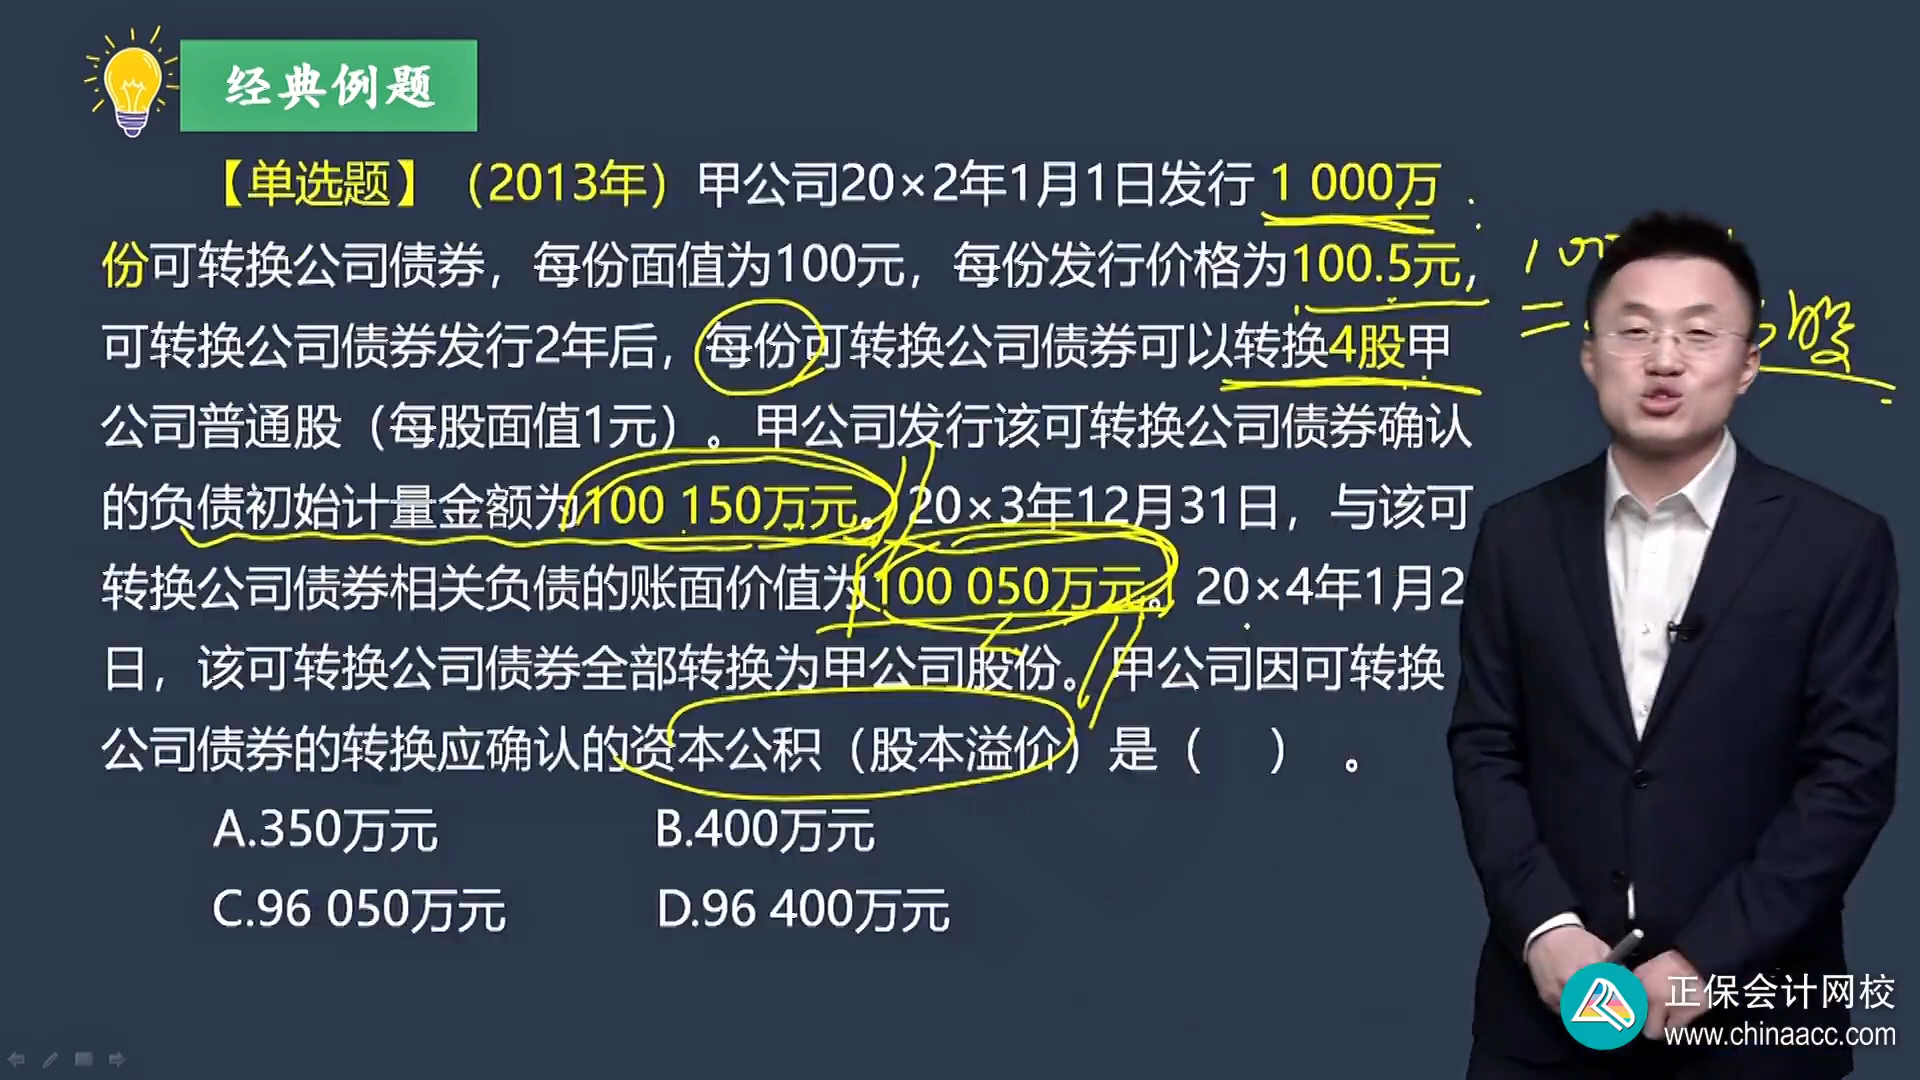 经典例题
【单选题】（2013年）甲公司20×2年1月1日发行 1 000万
份可转换公司债券，每份面值为100元，每份发行价格为100.5元，
可转换公司债券发行2年后，每份可转换公司债券可以转换4股甲
公司普通股（每股面值1元）。甲公司发行该可转换公司债券确认
的负债初始计量金额为100 150万元。20×3年12月31日，与该可
转换公司债券相关负债的账面价值为100 050万元。20×4年1月2
日，该可转换公司债券全部转换为甲公司股份。甲公司因可转换
公司债券的转换应确认的资本公积（股本溢价）是（ ）。
A.350万元 B.400万元
C.96 050万元 D.96 400万元
股
正保会计网校
www.chinaacc.com